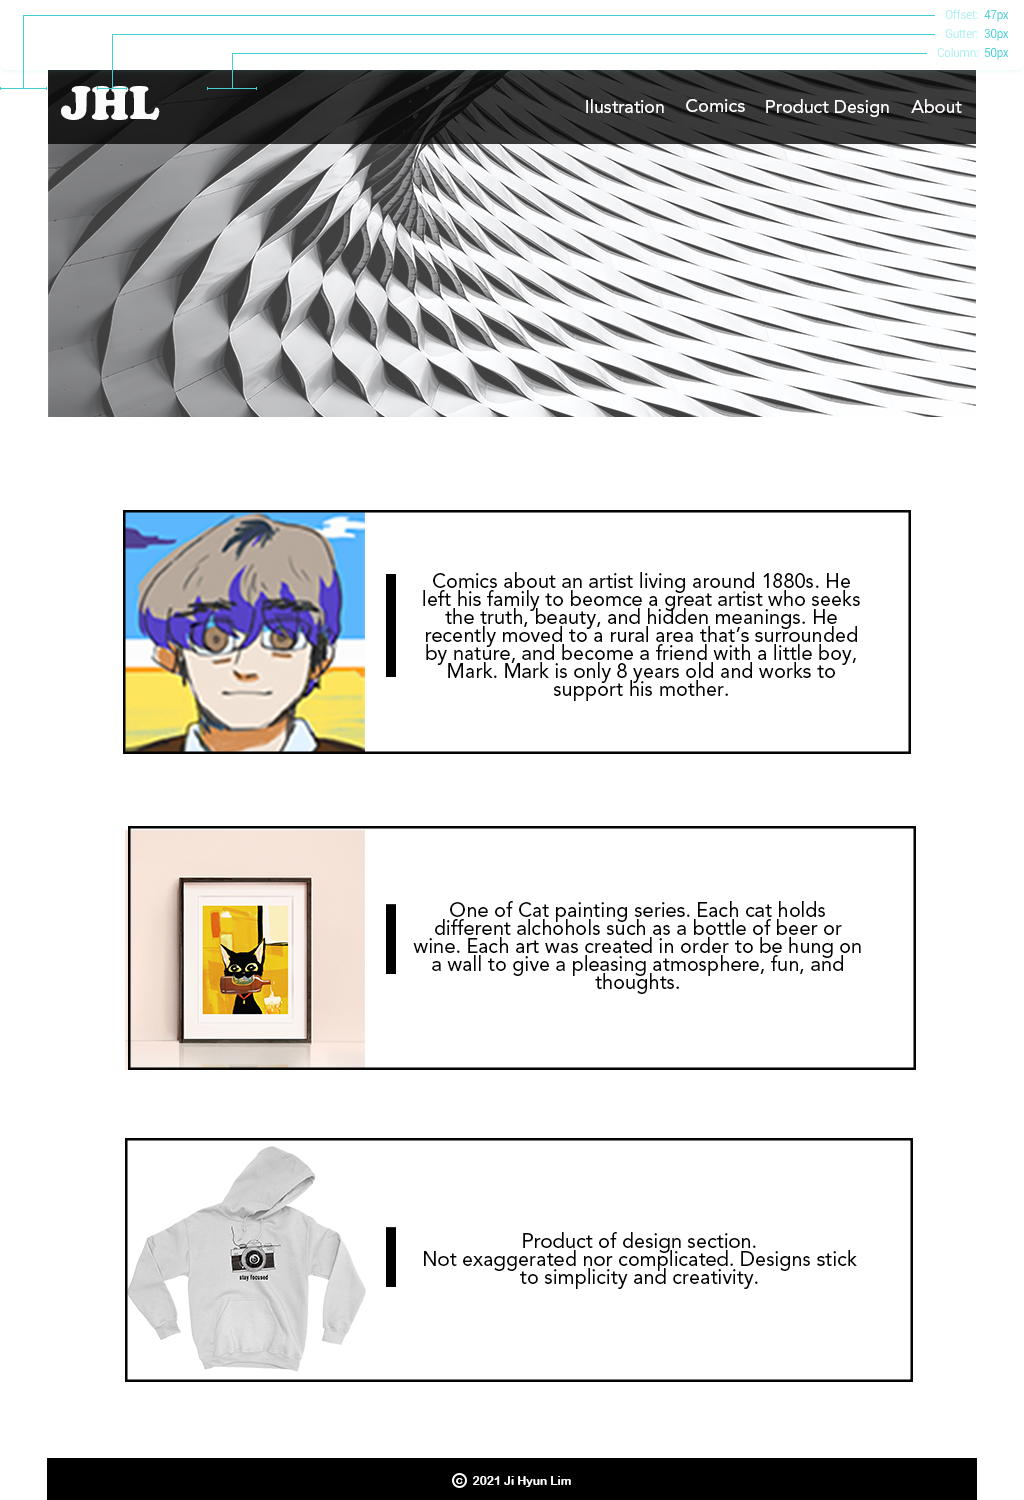 Offset: 47px
Gutter: 30px
Column: 50px
JHL
Ilustration Comics Product Design About
Comics about an artist living around 1880s. He
left his family to beomce a great artist who seeks
the truth, beauty, and hidden meanings. He
recently moved to a rural area that's surrounded
by nature, and become a friend with a little boy,
Mark. Mark is only 8 years old and works to
support his mother.
One of Cat painting series. Each cat holds
different alchohols such as a bottle of beer or
wine. Each art was created in order to be hung on
a wall to give a pleasing atmosphere, fun, and
thoughts.
stay focused
Product of design section.
Not exaggerated nor complicated. Designs stick
to simplicity and creativity.
© 2021 Ji Hyun Lim